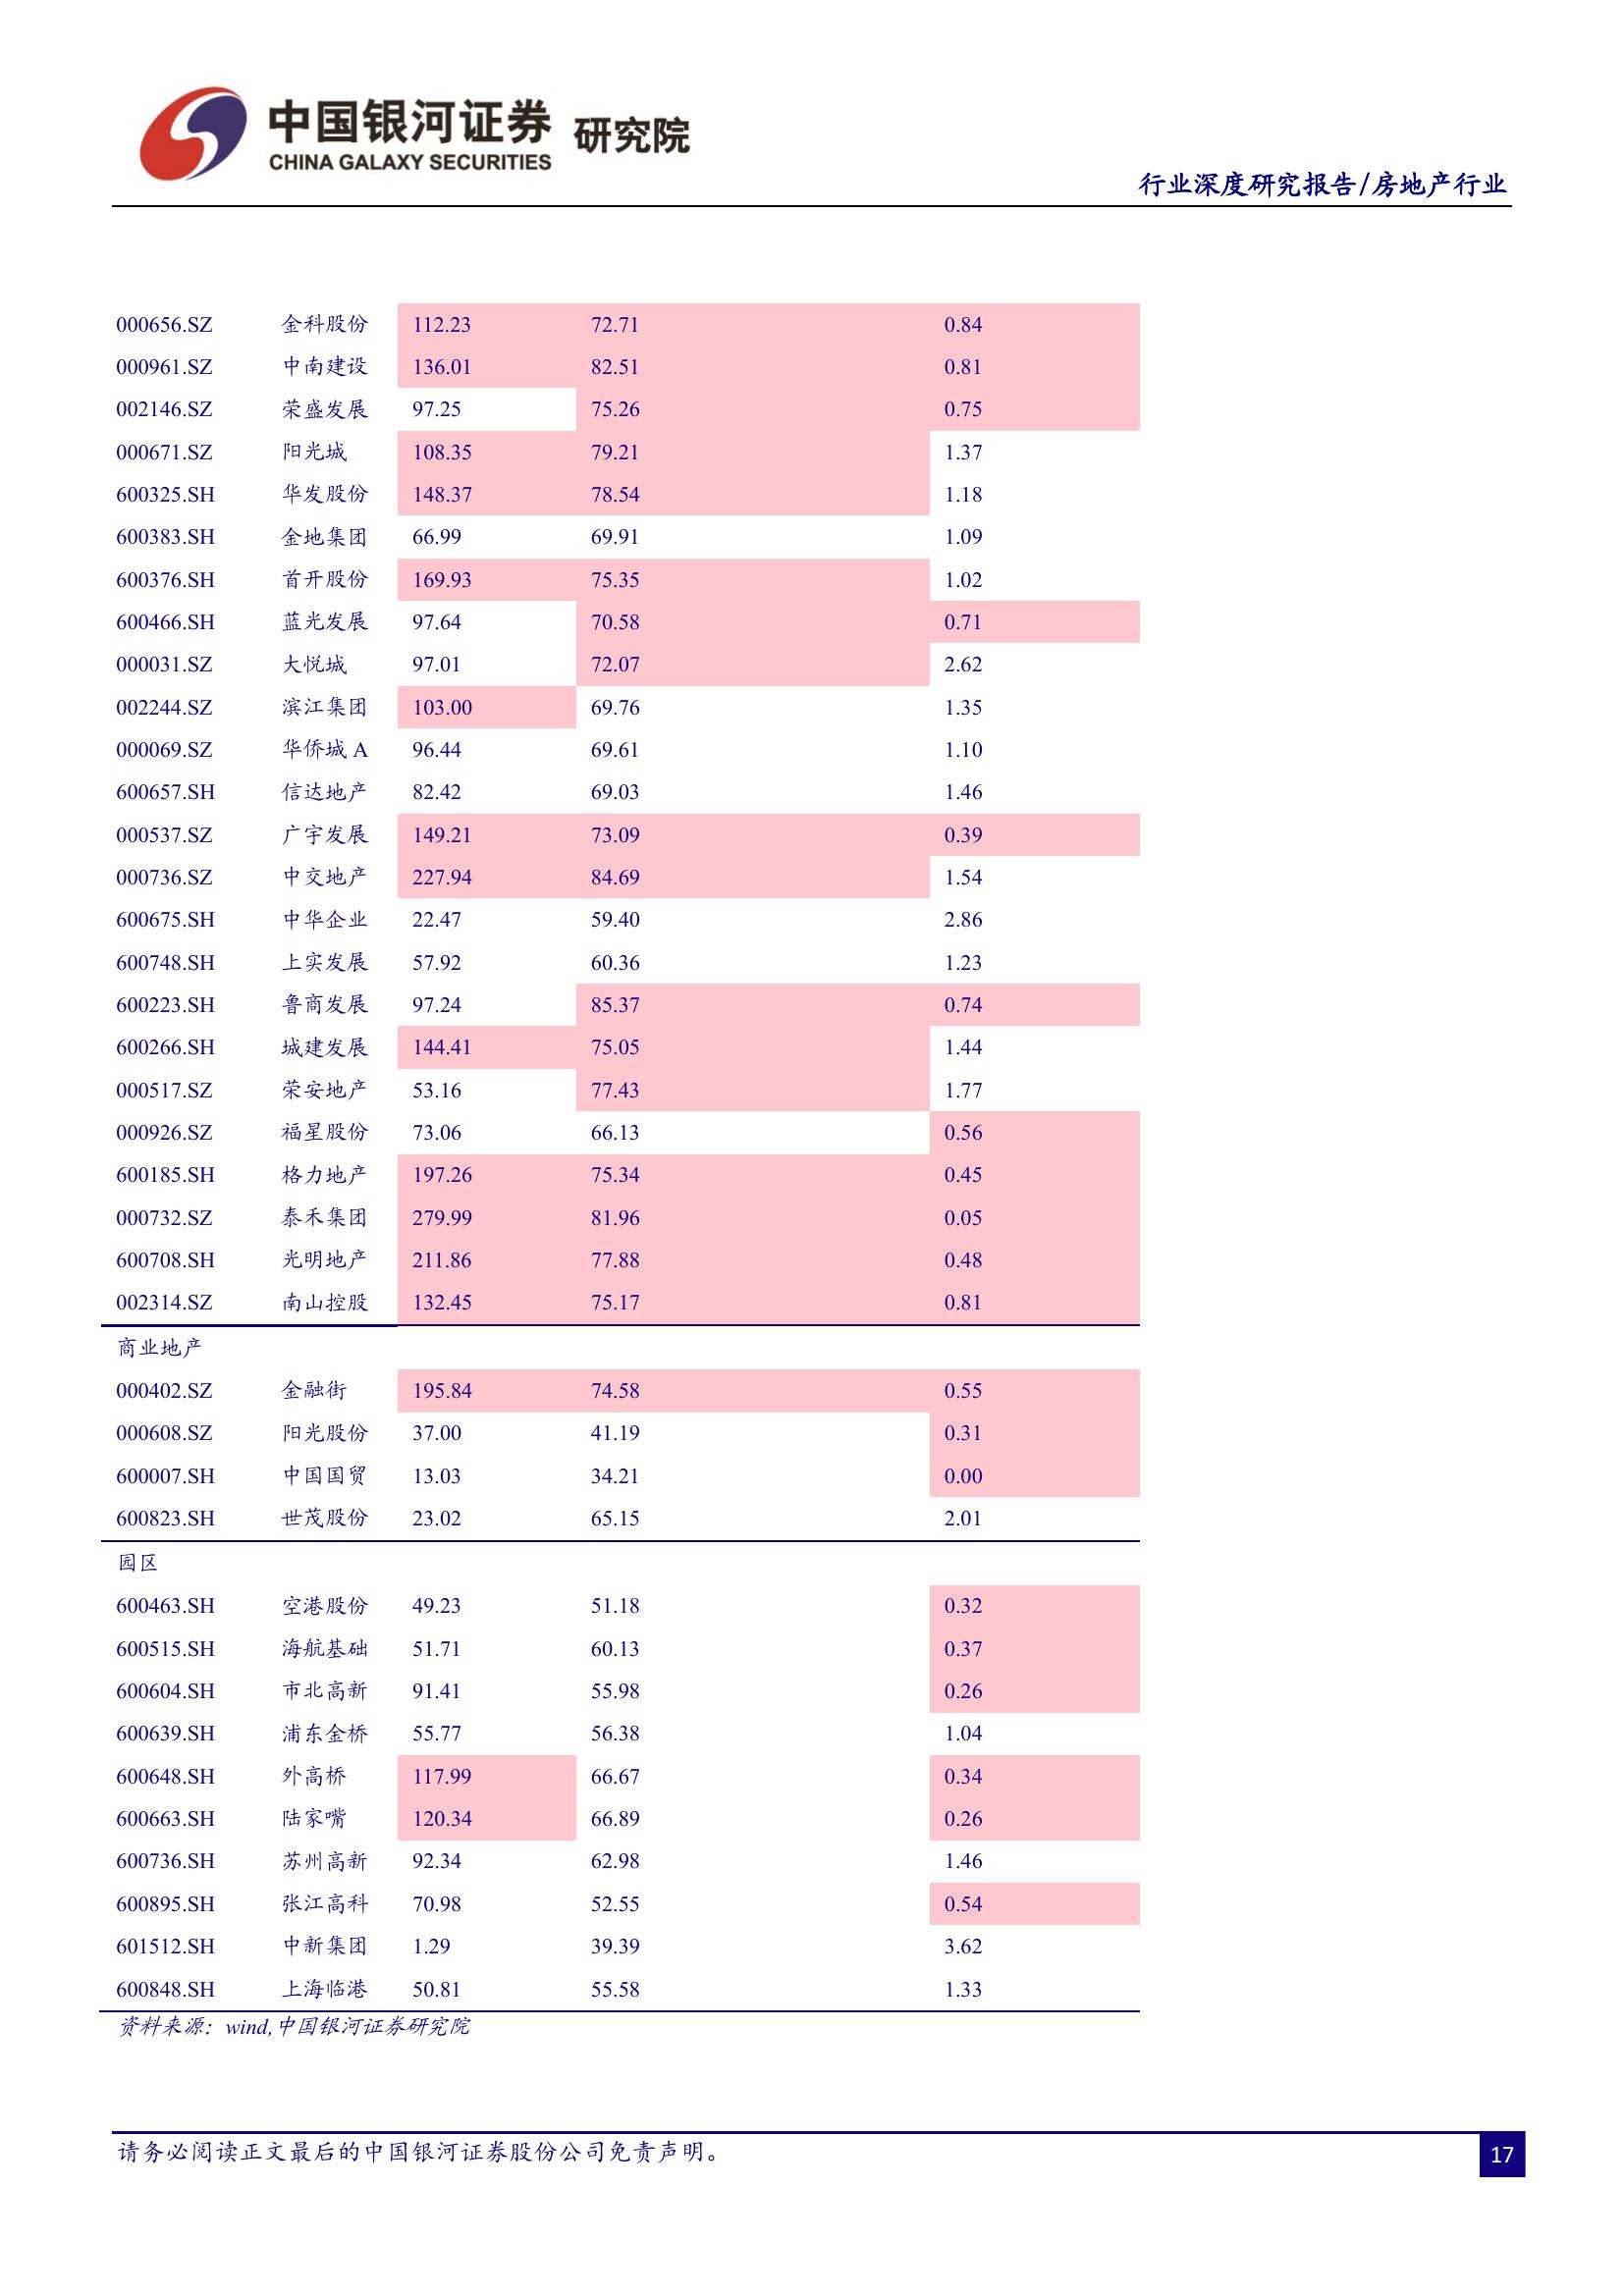 中国银河证券 研究院
CHINA GALAXY SECURITIES
行业深度研究报告/房地产行业
000656.SZ 金科股份 112.23 72.71 0.84
000961.SZ 中南建设 136.01 82.51 0.81
002146.SZ 荣盛发展 97.25 75.26 0.75
000671.SZ 阳光城 108.35 79.21 1.37
600325.SH 华发股份 148.37 78.54 1.18
600383.SH 金地集团 66.99 69.91 1.09
600376.SH 首开股份 169.93 75.35 1.02
600466.SH 蓝光发展 97.64 70.58 0.71
000031.SZ 大悦城 97.01 72.07 2.62
002244.SZ 滨江集团 103.00 69.76 1.35
000069.SZ 华侨城 A 96.44 69.61 1.10
600657.SH 信达地产 82.42 69.03 1.46
000537.SZ 广宇发展 149.21 73.09 0.39
000736.SZ 中交地产 227.94 84.69 1.54
600675.SH 中华企业 22.47 59.40 2.86
600748.SH 上实发展 57.92 60.36 1.23
600223.SH 鲁商发展 97.24 85.37 0.74
600266.SH 城建发展 144.41 75.05 1.44
000517.SZ 荣安地产 53.16 77.43 1.77
000926.SZ 福星股份 73.06 66.13 0.56
600185.SH 格力地产 197.26 75.34 0.45
000732.SZ 泰禾集团 279.99 81.96 0.05
600708.SH 光明地产 211.86 77.88 0.48
002314.SZ 南山控股 132.45 75.17 0.81
商业地产
000402.SZ 金融街 195.84 74.58 0.55
000608.SZ 阳光股份 37.00 41.19 0.31
600007.SH 中国国贸 13.03 34.21 0.00
600823.SH 世茂股份 23.02 65.15 2.01
园区
600463.SH 空港股份 49.23 51.18 0.32
600515.SH 海航基础 51.71 60.13 0.37
600604.SH 市北高新 91.41 55.98 0.26
600639.SH 浦东金桥 55.77 56.38 1.04
600648.SH 外高桥 117.99 66.67 0.34
600663.SH 陆家嘴 120.34 66.89 0.26
600736.SH 苏州高新 92.34 62.98 1.46
600895.SH 张江高科 70.98 52.55 0.54
601512.SH 中新集团 1.29 39.39 3.62
600848.SH 上海临港 50.81 55.58 1.33
资料来源：wind,中国银河证券研究院
请务必阅读正文最后的中国银河证券股份公司免责声明。
17